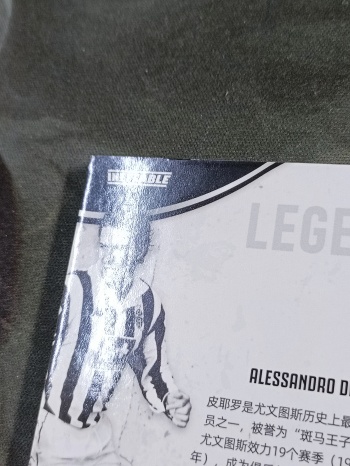 LEGE
ALESSANDRO D
皮耶罗是尤文图斯历史上最
员之一，被誉为“斑马王子
尤文图斯效力19个赛季（19